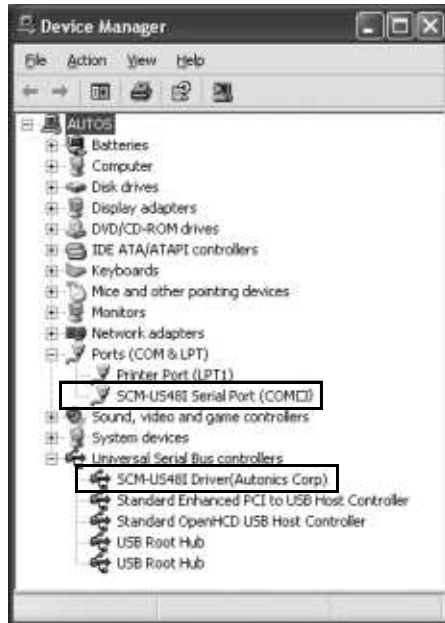 Device Manager
File Action View Help
AUTOS
Batteries
Computer
Disk drives
Display adapters
DVD/CD-ROM drives
IDE ATA/ATAPI controllers
Keyboards
Mice and other pointing devices
Monitors
Network adapters
Ports (COM & LPT)
Printer Port (LPT1)
SCM-US48I Serial Port (COM□)
Sound, video and game controllers
System devices
Universal Serial Bus controllers
SCM-US48I Driver(Autonics Corp)
Standard Enhanced PCI to USB Host Controller
Standard OpenHCD USB Host Controller
USB Root Hub
USB Root Hub